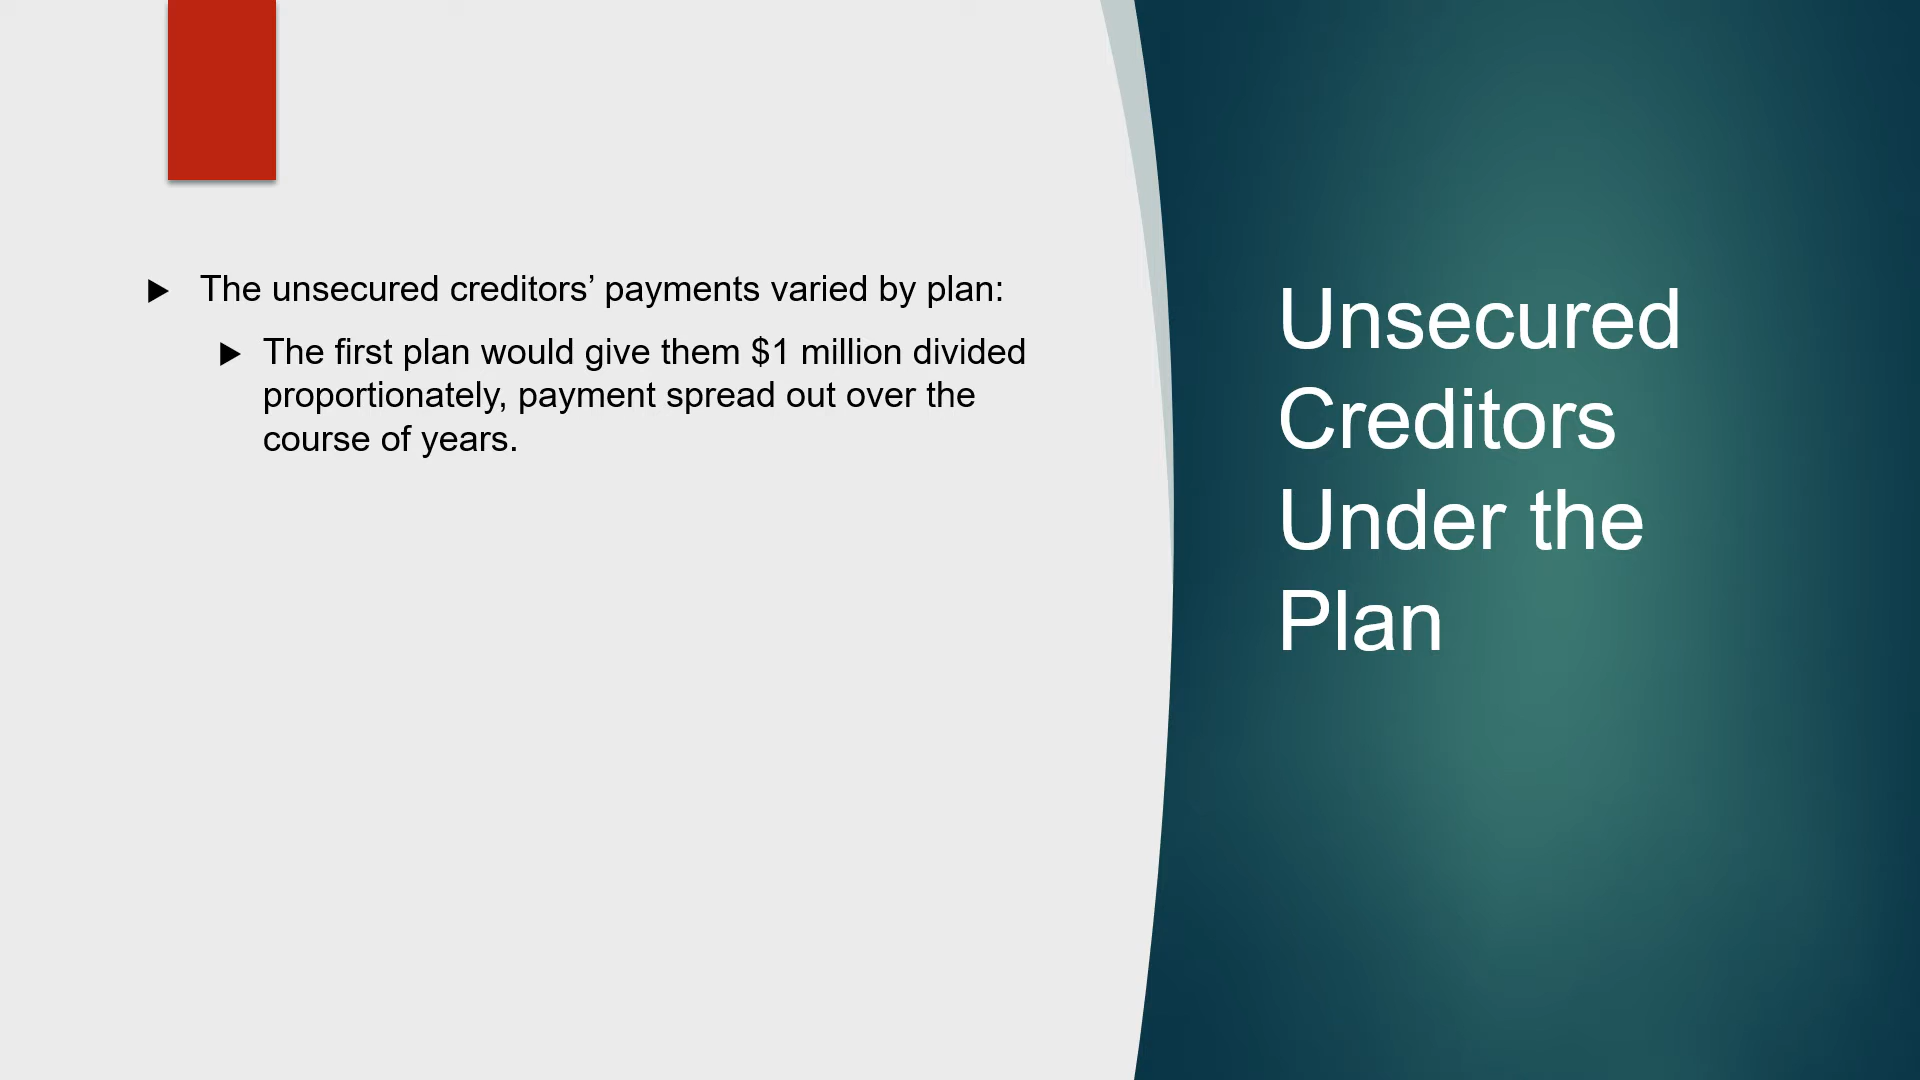 The unsecured creditors’ payments varied by plan:
The first plan would give them $1 million divided
proportionately, payment spread out over the
course of years.
Unsecured
Creditors
Under the
Plan